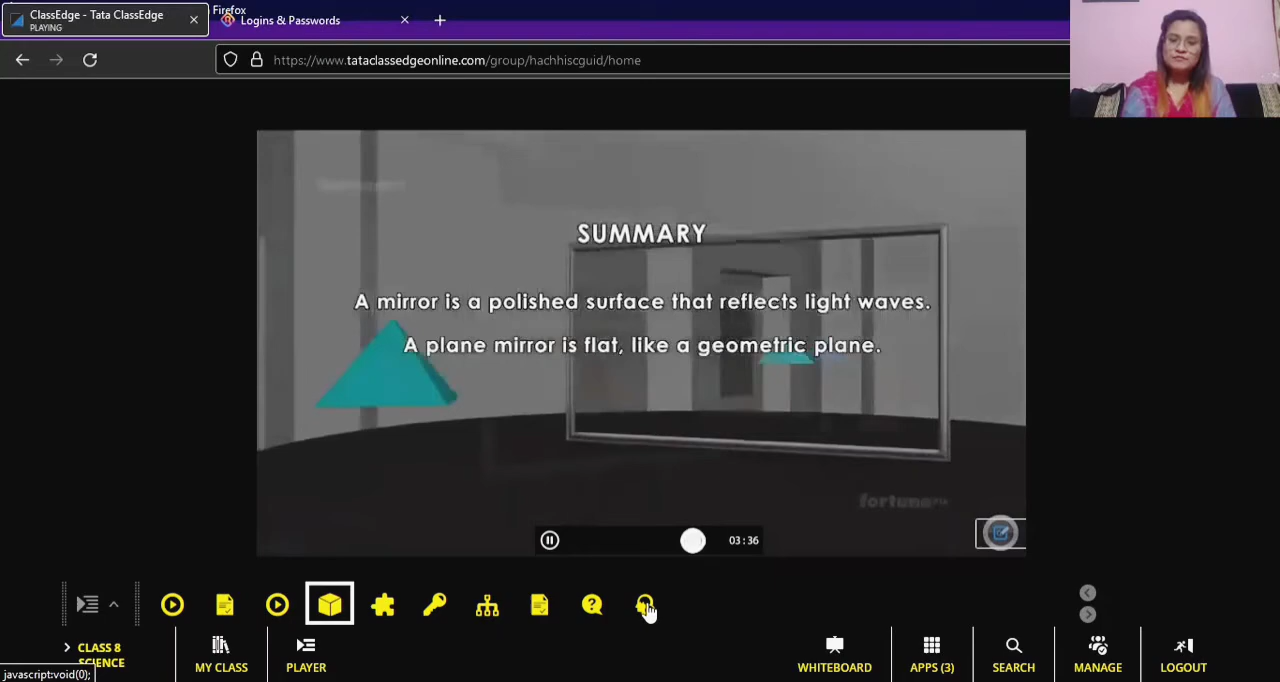 Firefox
ClassEdge - Tata ClassEdge
PLAYING
Logins & Passwords
https://www.tataclassedgeonline.com/group/hachhiscguid/home
SUMMARY
A mirror is a polished surface that reflects light waves.
A plane mirror is flat, like a geometric plane.
03:36
CLASS 8
SCIENCE
MY CLASS
PLAYER
WHITEBOARD
APPS (3)
SEARCH
MANAGE
LOGOUT
javascript:void(0);